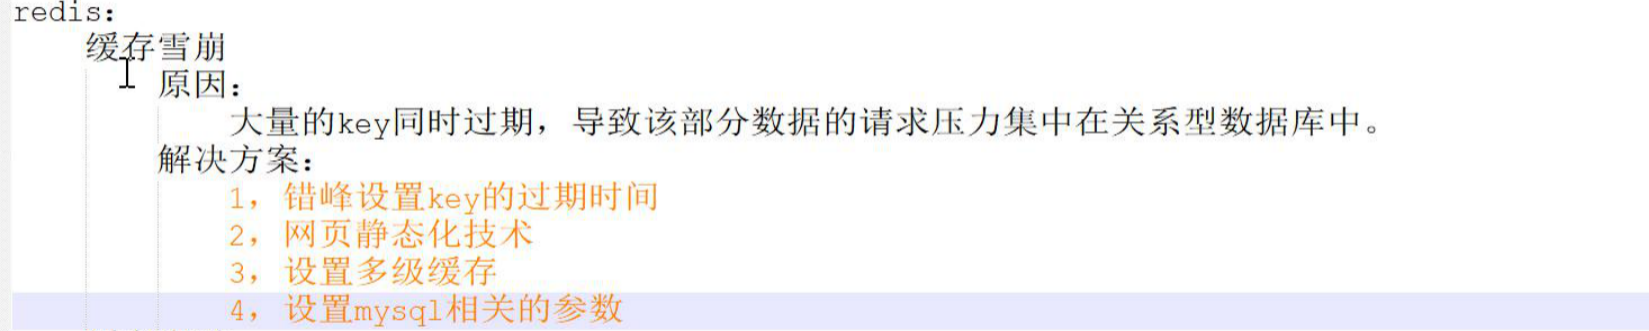 redis：
缓存雪崩
原因：
大量的key同时过期，导致该部分数据的请求压力集中在关系型数据库中。
解决方案：
1，错峰设置key的过期时间
2，网页静态化技术
3，设置多级缓存
4，设置mysql相关的参数